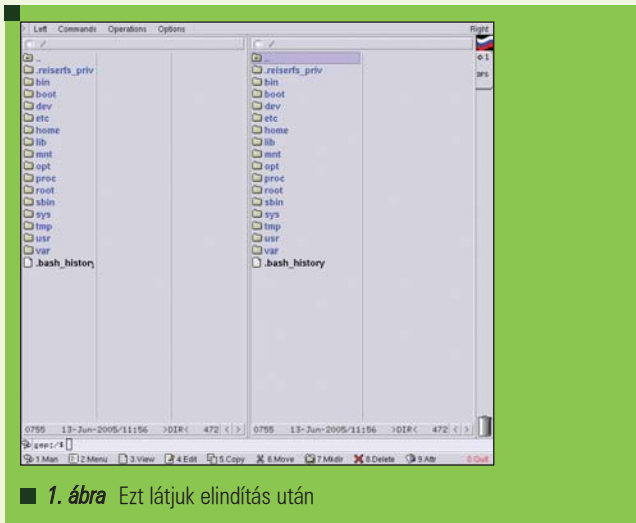 Left Commands Operations Options Right
/ /
.. ..
.reiserfs_priv .reiserfs_priv
bin bin
boot boot
dev dev
etc etc
home home
lib lib
mnt mnt
opt opt
proc proc
root root
sbin sbin
sys sys
tmp tmp
usr usr
var var
.bash_history .bash_history
0755 13-Jun-2005/11:56 >DIR< 472 < > 0755 13-Jun-2005/11:56 >DIR< 472 < >
gep:/$
1.Man 2.Menu 3.View 4.Edit 5.Copy 6.Move 7.Mkdir 8.Delete 9.Attr 0.Quit
1. ábra Ezt látjuk elindítás után